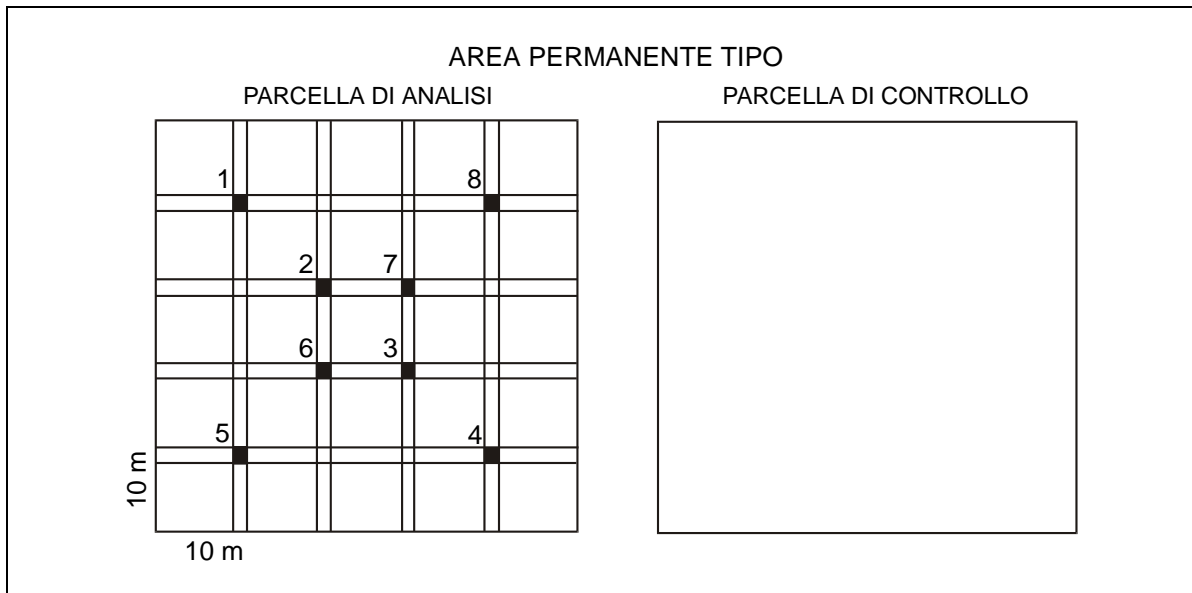 AREA PERMANENTE TIPO
PARCELLA DI ANALISI
PARCELLA DI CONTROLLO
1
8
2
7
6
3
5
4
10 m
10 m